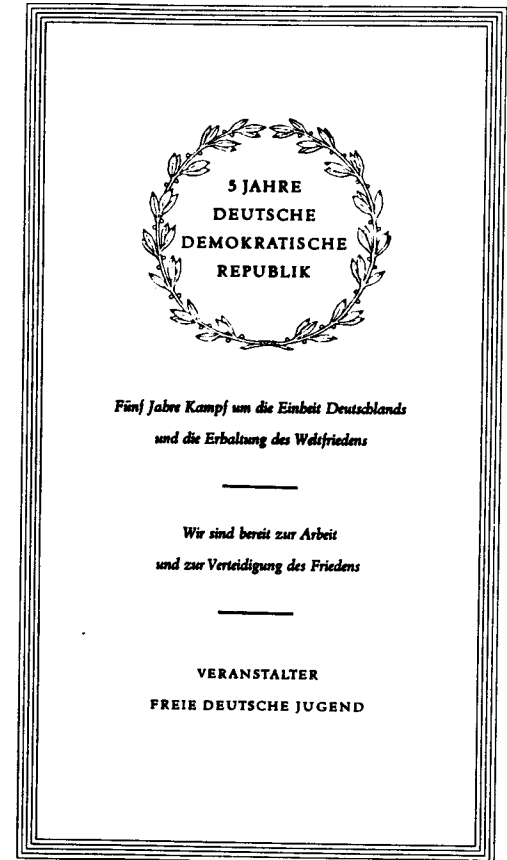 5 JAHRE
DEUTSCHE
DEMOKRATISCHE
REPUBLIK
Fünf Jahre Kampf um die Einheit Deutschlands
und die Erhaltung des Weltfriedens
Wir sind bereit zur Arbeit
und zur Verteidigung des Friedens
VERANSTALTER
FREIE DEUTSCHE JUGEND